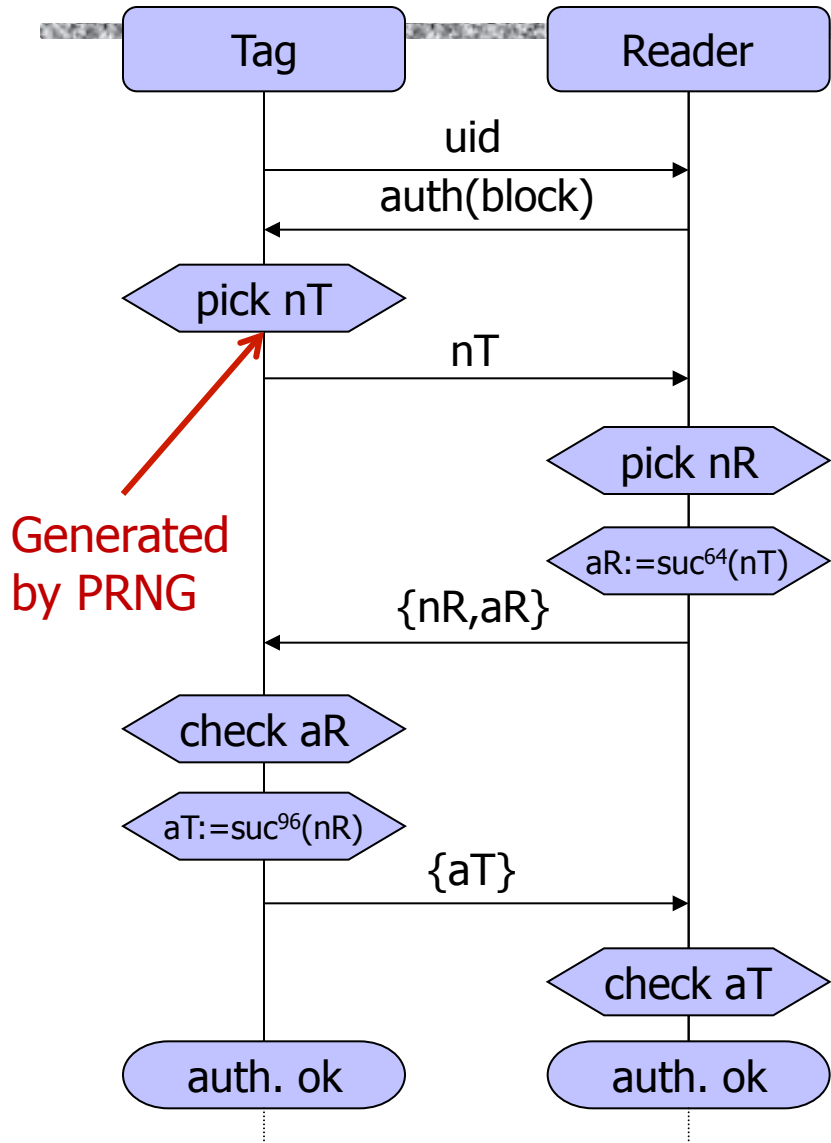 Tag
Reader
uid
auth(block)
pick nT
nT
pick nR
Generated
by PRNG
aR:=suc⁶⁴(nT)
{nR,aR}
check aR
aT:=suc⁹⁶(nR)
{aT}
check aT
auth. ok
auth. ok